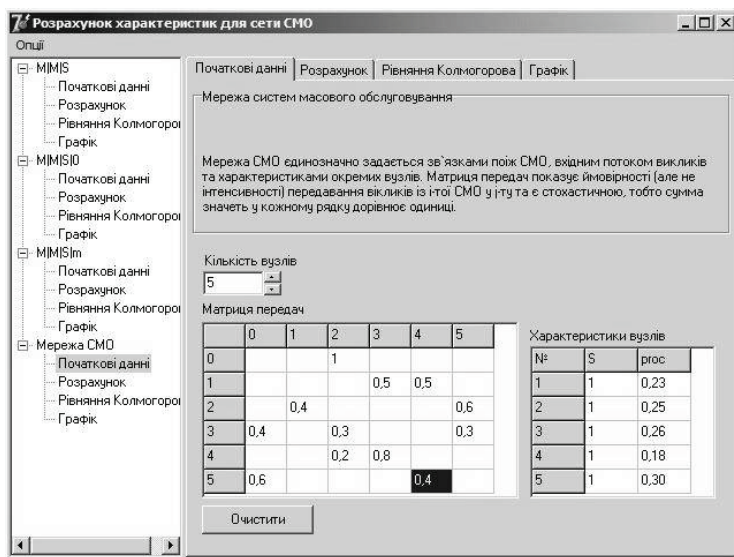 Розрахунок характеристик для сети СМО
Опції
M|M|S
Початкові данні
Розрахунок
Рівняння Колмогоро
Графік
M|M|S|0
Початкові данні
Розрахунок
Рівняння Колмогоро
Графік
M|M|S|m
Початкові данні
Розрахунок
Рівняння Колмогоро
Графік
Мережа СМО
Початкові данні
Розрахунок
Рівняння Колмогоро
Графік
Початкові данні Розрахунок Рівняння Колмогорова Графік
Мережа систем масового обслуговування
Мережа СМО єдинозначно задається зв`язками поіж СМО, вхідним потоком викликів
та характеристиками окремих вузлів. Матриця передач показує ймовірності (але не
інтенсивності) передавання вікликів із і-тої СМО у j-ту та є стохастичною, тобто сумма
значеть у кожному рядку дорівнює одиниці.
Кількість вузлів
5
Матриця передач
0 1 2 3 4 5
0 1
1 0,5 0,5
2 0,4 0,6
3 0,4 0,3 0,3
4 0,2 0,8
5 0,6 0,4
Характеристики вузлів
№ S proc
1 1 0,23
2 1 0,25
3 1 0,26
4 1 0,18
5 1 0,30
Очистити